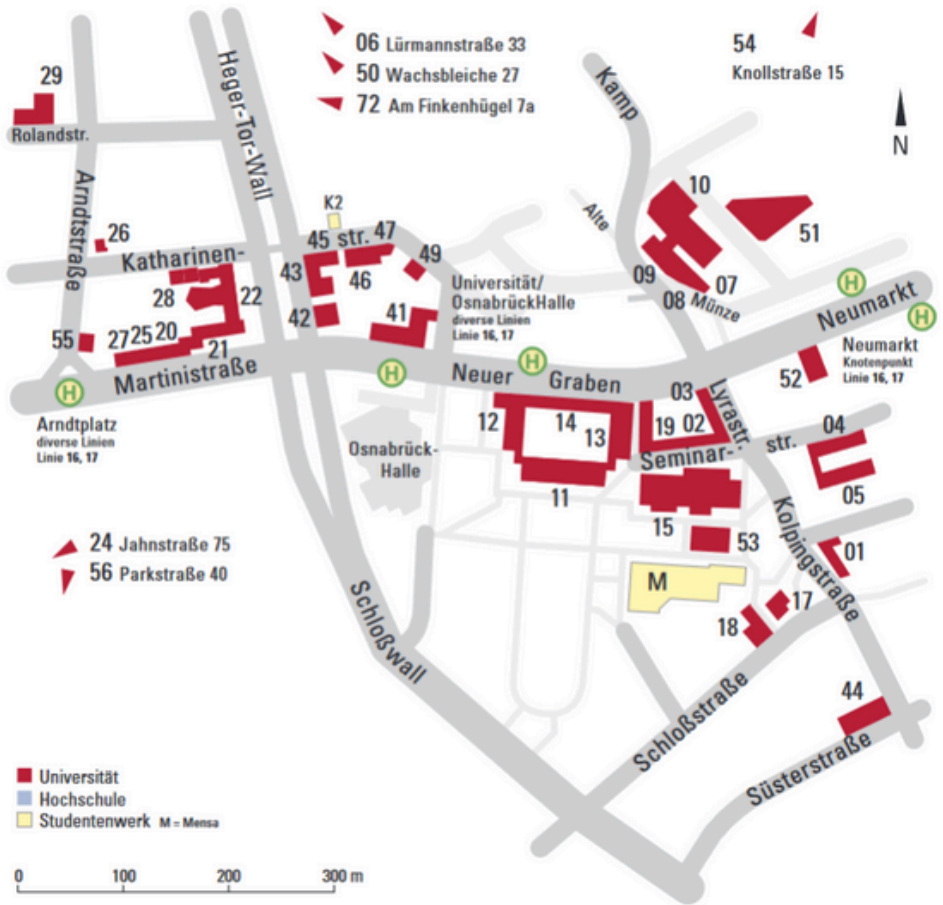 06 Lürmannstraße 33
50 Wachsbleiche 27
72 Am Finkenhügel 7a
54
Knollstraße 15
N
29
Rolandstr.
Arndtstraße
Heger-Tor-Wall
Kamp
Alte
Münze
10
51
09
08
07
K2
26
Katharinen-
str.
45
47
43
46
49
42
41
28
22
55
27
25
20
21
Martinistraße
Universität/
OsnabrückHalle
diverse Linien
Linie 16, 17
H
H
H
H
H
Neuer Graben
Neumarkt
Neumarkt
Knotenpunkt
Linie 16, 17
52
Arndtplatz
diverse Linien
Linie 16, 17
Osnabrück-
Halle
12
14
13
11
03
19
02
Lyrastr.
Seminar-
str.
04
05
15
53
M
Kolpingstraße
01
17
18
24 Jahnstraße 75
56 Parkstraße 40
Schloßwall
Schloßstraße
44
Süsterstraße
Universität
Hochschule
Studentenwerk M = Mensa
0 100 200 300 m